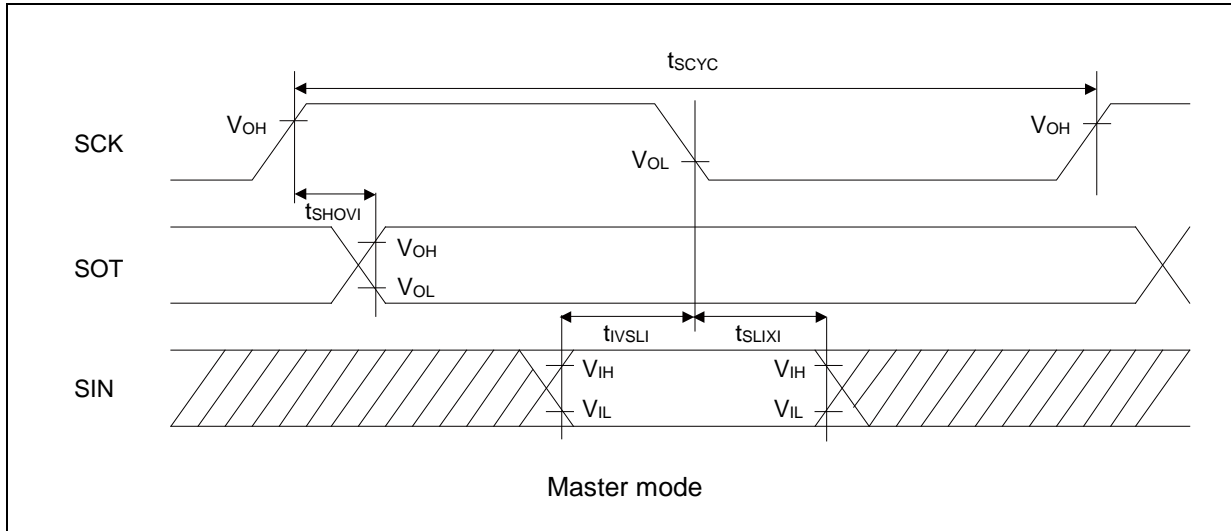 tSCYC
SCK
VOH
VOL
VOH
tSHOVI
SOT
VOH
VOL
tIVSLI
tSLIXI
SIN
VIH
VIH
VIL
VIL
Master mode